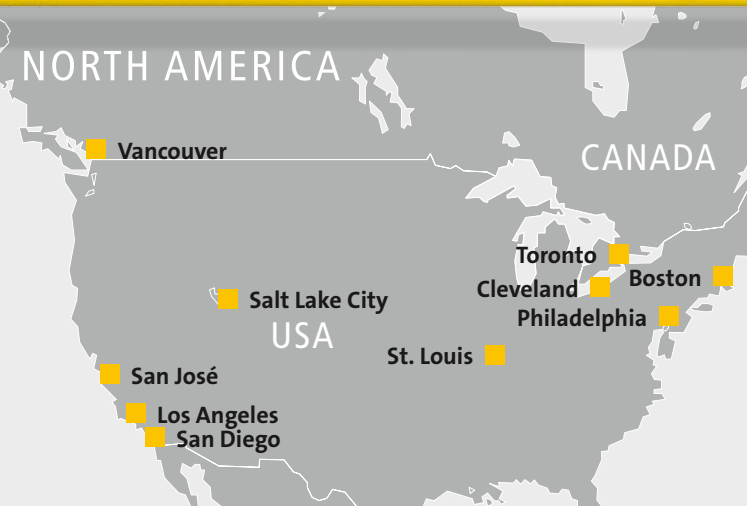 NORTH AMERICA
Vancouver
CANADA
Toronto
Boston
Cleveland
Salt Lake City
Philadelphia
USA
St. Louis
San José
Los Angeles
San Diego